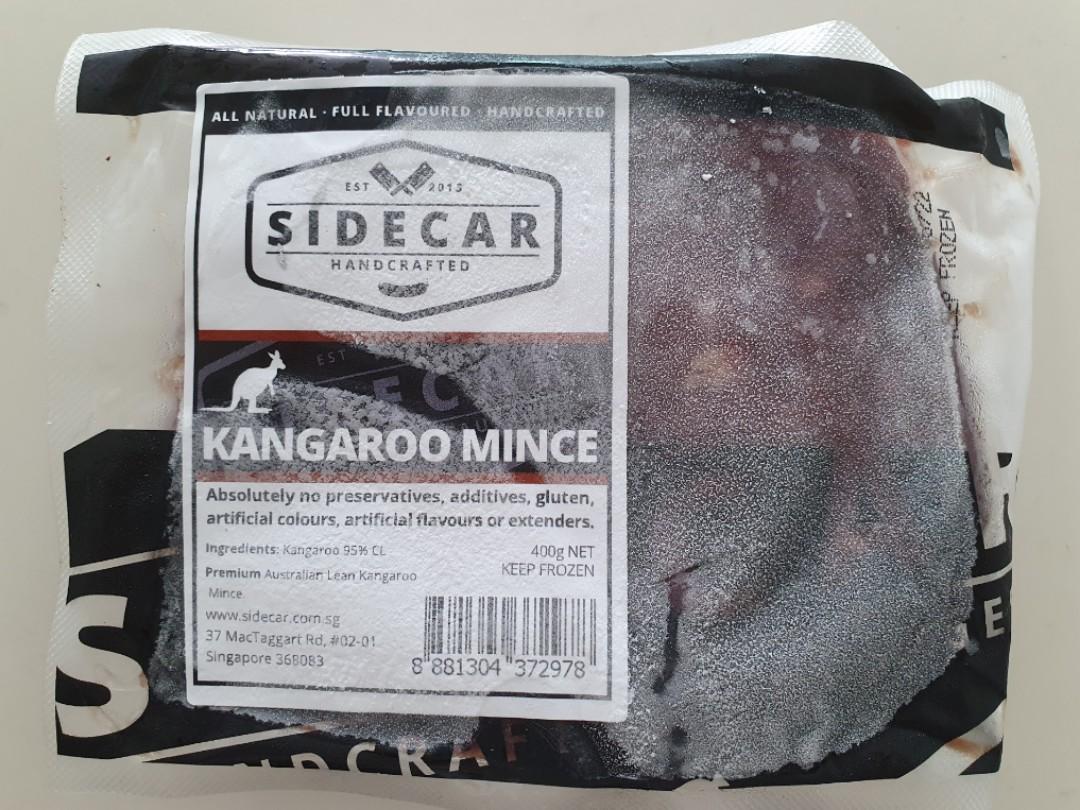 ALL NATURAL · FULL FLAVOURED · HANDCRAFTED
EST 2013
SIDECAR
HANDCRAFTED
EST
KANGAROO MINCE
Absolutely no preservatives, additives, gluten,
artificial colours, artificial flavours or extenders.
Ingredients: Kangaroo 95% CL
Premium Australian Lean Kangaroo
Mince
400g NET
KEEP FROZEN
www.sidecar.com.sg
37 MacTaggart Rd, #02-01
Singapore 368083
8 881304 372978
FROZEN
S